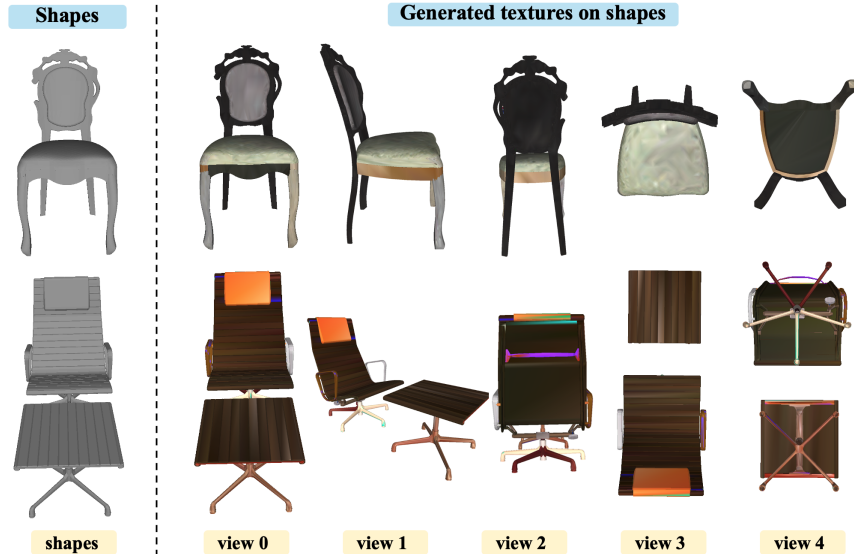 Shapes
Generated textures on shapes
shapes
view 0
view 1
view 2
view 3
view 4